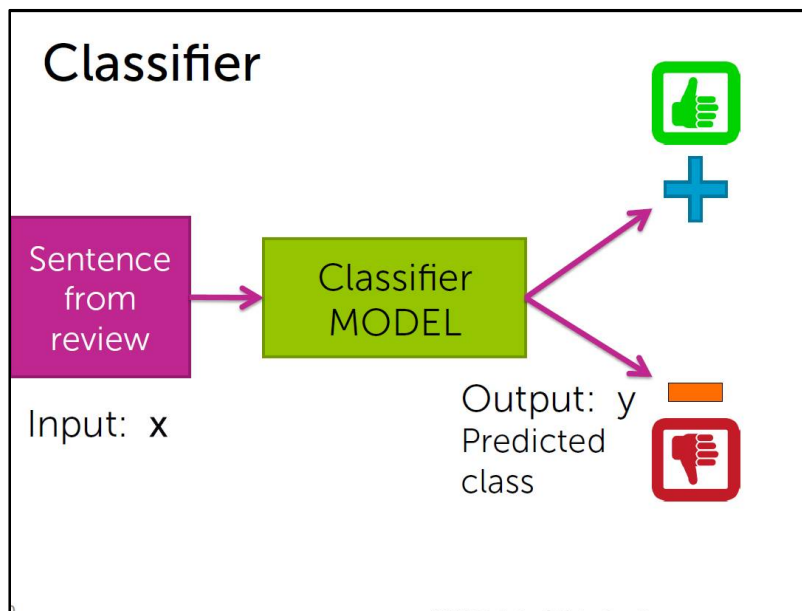 Classifier
Sentence
from
review
Classifier
MODEL
Input: x
Output: y
Predicted
class